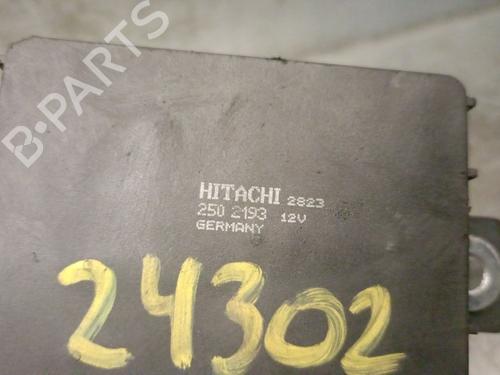 B-PARTS
HITACHI 2823
250 2193 12V
GERMANY
24302